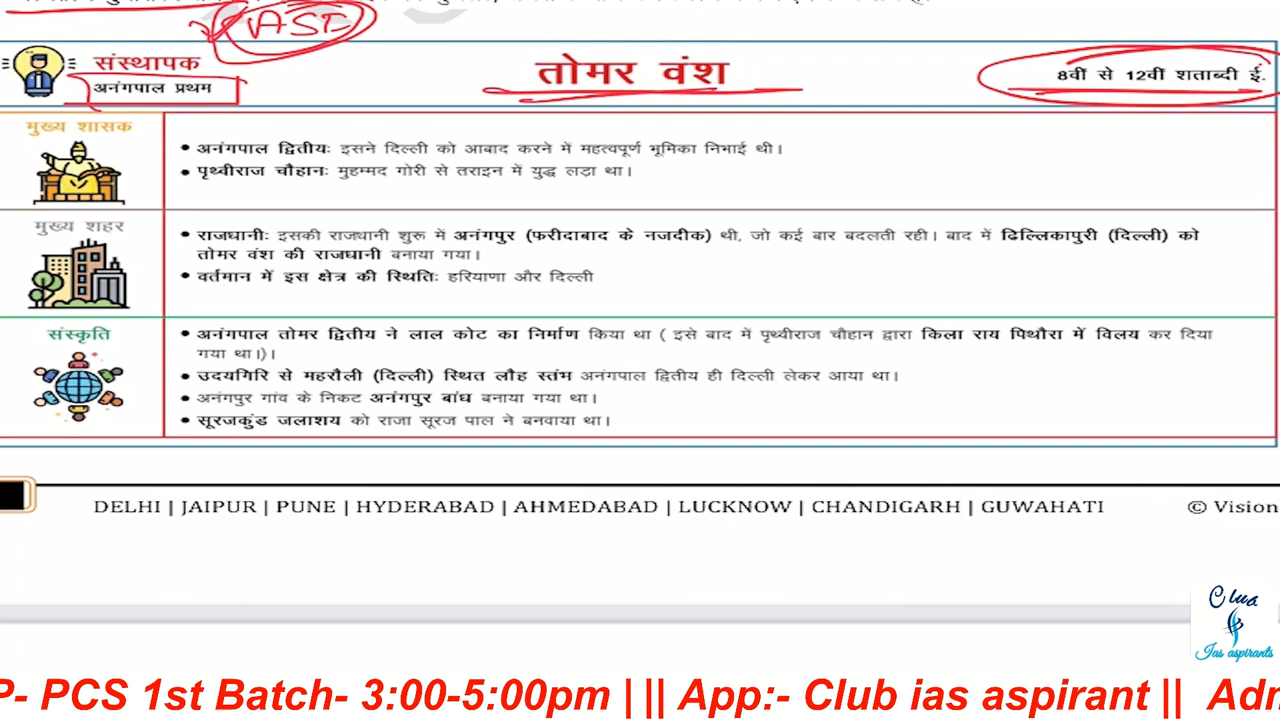 ASI
संस्थापक
अनंगपाल प्रथम
तोमर वंश
8वीं से 12वीं शताब्दी ई.
मुख्य शासक
• अनंगपाल द्वितीयः इसने दिल्ली को आबाद करने में महत्वपूर्ण भूमिका निभाई थी।
• पृथ्वीराज चौहानः मुहम्मद गोरी से तराइन में युद्ध लड़ा था।
मुख्य शहर
• राजधानीः इसकी राजधानी शुरू में अनंगपुर (फरीदाबाद के नजदीक) थी, जो कई बार बदलती रही। बाद में ढिल्लिकापुरी (दिल्ली) को
तोमर वंश की राजधानी बनाया गया।
• वर्तमान में इस क्षेत्र की स्थितिः हरियाणा और दिल्ली
संस्कृति
• अनंगपाल तोमर द्वितीय ने लाल कोट का निर्माण किया था ( इसे बाद में पृथ्वीराज चौहान द्वारा किला राय पिथौरा में विलय कर दिया
गया था।)।
• उदयगिरि से महरौली (दिल्ली) स्थित लौह स्तंभ अनंगपाल द्वितीय ही दिल्ली लेकर आया था।
• अनंगपुर गांव के निकट अनंगपुर बांध बनाया गया था।
• सूरजकुंड जलाशय को राजा सूरज पाल ने बनवाया था।
DELHI | JAIPUR | PUNE | HYDERABAD | AHMEDABAD | LUCKNOW | CHANDIGARH | GUWAHATI
© Vision
Club
Ias aspirants
P- PCS 1st Batch- 3:00-5:00pm | || App:- Club ias aspirant || Adn